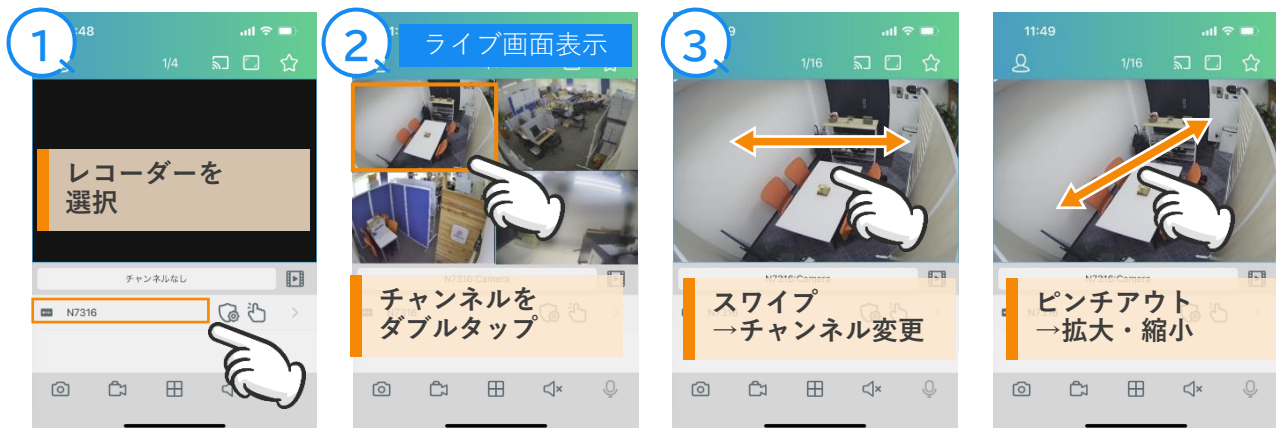 1
:48
1/4
レコーダーを
選択
チャンネルなし
N7316
2
ライブ画面表示
N7316:Camera
チャンネルを
ダブルタップ
3
1/16
N7316:Camera
スワイプ
→チャンネル変更
11:49
1/16
N7316:Camera
ピンチアウト
→拡大・縮小